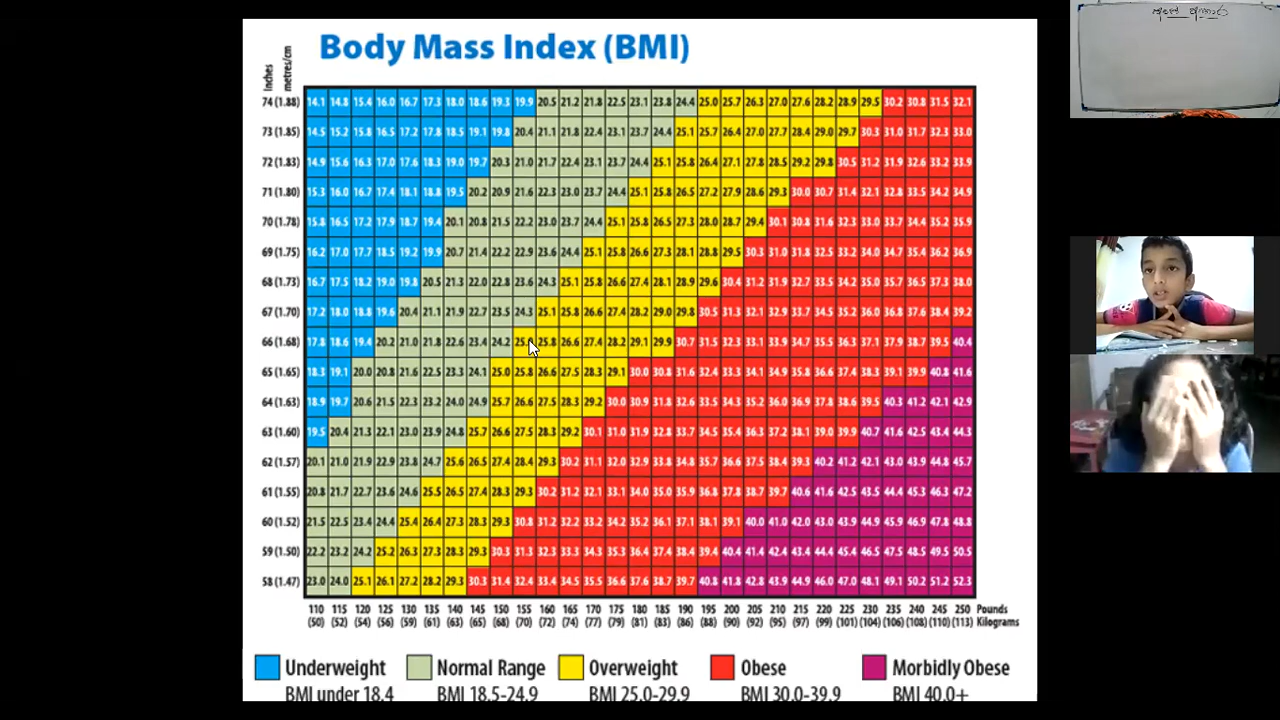 Body Mass Index (BMI)
Inches metres/cm
74 (1.88) 14.1 14.8 15.4 16.0 16.7 17.3 18.0 18.6 19.3 19.9 20.5 21.2 21.8 22.5 23.1 23.8 24.4 25.0 25.7 26.3 27.0 27.6 28.2 28.9 29.5 30.2 30.8 31.5 32.1
73 (1.85) 14.5 15.2 15.8 16.5 17.2 17.8 18.5 19.1 19.8 20.4 21.1 21.8 22.4 23.1 23.7 24.4 25.1 25.7 26.4 27.0 27.7 28.4 29.0 29.7 30.3 31.0 31.7 32.3 33.0
72 (1.83) 14.9 15.6 16.3 17.0 17.6 18.3 19.0 19.7 20.3 21.0 21.7 22.4 23.1 23.7 24.4 25.1 25.8 26.4 27.1 27.8 28.5 29.2 29.8 30.5 31.2 31.9 32.6 33.2 33.9
71 (1.80) 15.3 16.0 16.7 17.4 18.1 18.8 19.5 20.2 20.9 21.6 22.3 23.0 23.7 24.4 25.1 25.8 26.5 27.2 27.9 28.6 29.3 30.0 30.7 31.4 32.1 32.8 33.5 34.2 34.9
70 (1.78) 15.8 16.5 17.2 17.9 18.7 19.4 20.1 20.8 21.5 22.2 23.0 23.7 24.4 25.1 25.8 26.5 27.3 28.0 28.7 29.4 30.1 30.8 31.6 32.3 33.0 33.7 34.4 35.2 35.9
69 (1.75) 16.2 17.0 17.7 18.5 19.2 19.9 20.7 21.4 22.2 22.9 23.6 24.4 25.1 25.8 26.6 27.3 28.1 28.8 29.5 30.3 31.0 31.8 32.5 33.2 34.0 34.7 35.4 36.2 36.9
68 (1.73) 16.7 17.5 18.2 19.0 19.8 20.5 21.3 22.0 22.8 23.6 24.3 25.1 25.8 26.6 27.4 28.1 28.9 29.6 30.4 31.2 31.9 32.7 33.5 34.2 35.0 35.7 36.5 37.3 38.0
67 (1.70) 17.2 18.0 18.8 19.6 20.4 21.1 21.9 22.7 23.5 24.3 25.1 25.8 26.6 27.4 28.2 29.0 29.8 30.5 31.3 32.1 32.9 33.7 34.5 35.2 36.0 36.8 37.6 38.4 39.2
66 (1.68) 17.8 18.6 19.4 20.2 21.0 21.8 22.6 23.4 24.2 25.8 26.6 27.4 28.2 29.1 29.9 30.7 31.5 32.3 33.1 33.9 34.7 35.5 36.3 37.1 37.9 38.7 39.5 40.4
65 (1.65) 18.3 19.1 20.0 20.8 21.6 22.5 23.3 24.1 25.0 25.8 26.6 27.5 28.3 29.1 30.0 30.8 31.6 32.4 33.3 34.1 34.9 35.8 36.6 37.4 38.3 39.1 39.9 40.8 41.6
64 (1.63) 18.9 19.7 20.6 21.5 22.3 23.2 24.0 24.9 25.7 26.6 27.5 28.3 29.2 30.0 30.9 31.8 32.6 33.5 34.3 35.2 36.0 36.9 37.8 38.6 39.5 40.3 41.2 42.1 42.9
63 (1.60) 19.5 20.4 21.3 22.1 23.0 23.9 24.8 25.7 26.6 27.5 28.3 29.2 30.1 31.0 31.9 32.8 33.7 34.5 35.4 36.3 37.2 38.1 39.0 39.9 40.7 41.6 42.5 43.4 44.3
62 (1.57) 20.1 21.0 21.9 22.9 23.8 24.7 25.6 26.5 27.4 28.4 29.3 30.2 31.1 32.0 32.9 33.8 34.8 35.7 36.6 37.5 38.4 39.3 40.2 41.2 42.1 43.0 43.9 44.8 45.7
61 (1.55) 20.8 21.7 22.7 23.6 24.6 25.5 26.5 27.4 28.3 29.3 30.2 31.2 32.1 33.1 34.0 35.0 35.9 36.8 37.8 38.7 39.7 40.6 41.6 42.5 43.5 44.4 45.3 46.3 47.2
60 (1.52) 21.5 22.5 23.4 24.4 25.4 26.4 27.3 28.3 29.3 30.8 31.2 32.2 33.2 34.2 35.2 36.1 37.1 38.1 39.1 40.0 41.0 42.0 43.0 43.9 44.9 45.9 46.9 47.8 48.8
59 (1.50) 22.2 23.2 24.2 25.2 26.3 27.3 28.3 29.3 30.3 31.3 32.3 33.3 34.3 35.3 36.4 37.4 38.4 39.4 40.4 41.4 42.4 43.4 44.4 45.4 46.5 47.5 48.5 49.5 50.5
58 (1.47) 23.0 24.0 25.1 26.1 27.2 28.2 29.3 30.3 31.4 32.4 33.4 34.5 35.5 36.6 37.6 38.7 39.7 40.8 41.8 42.8 43.9 44.9 46.0 47.0 48.1 49.1 50.2 51.2 52.3
110 115 120 125 130 135 140 145 150 155 160 165 170 175 180 185 190 195 200 205 210 215 220 225 230 235 240 245 250 Pounds
(50) (52) (54) (56) (59) (61) (63) (66) (68) (70) (72) (74) (77) (79) (81) (83) (86) (88) (90) (92) (95) (97) (99) (101) (104) (106) (108) (110) (113) Kilograms
Underweight Normal Range Overweight Obese Morbidly Obese
BMI under 18.4 BMI 18.5-24.9 BMI 25.0-29.9 BMI 30.0-39.9 BMI 40.0+